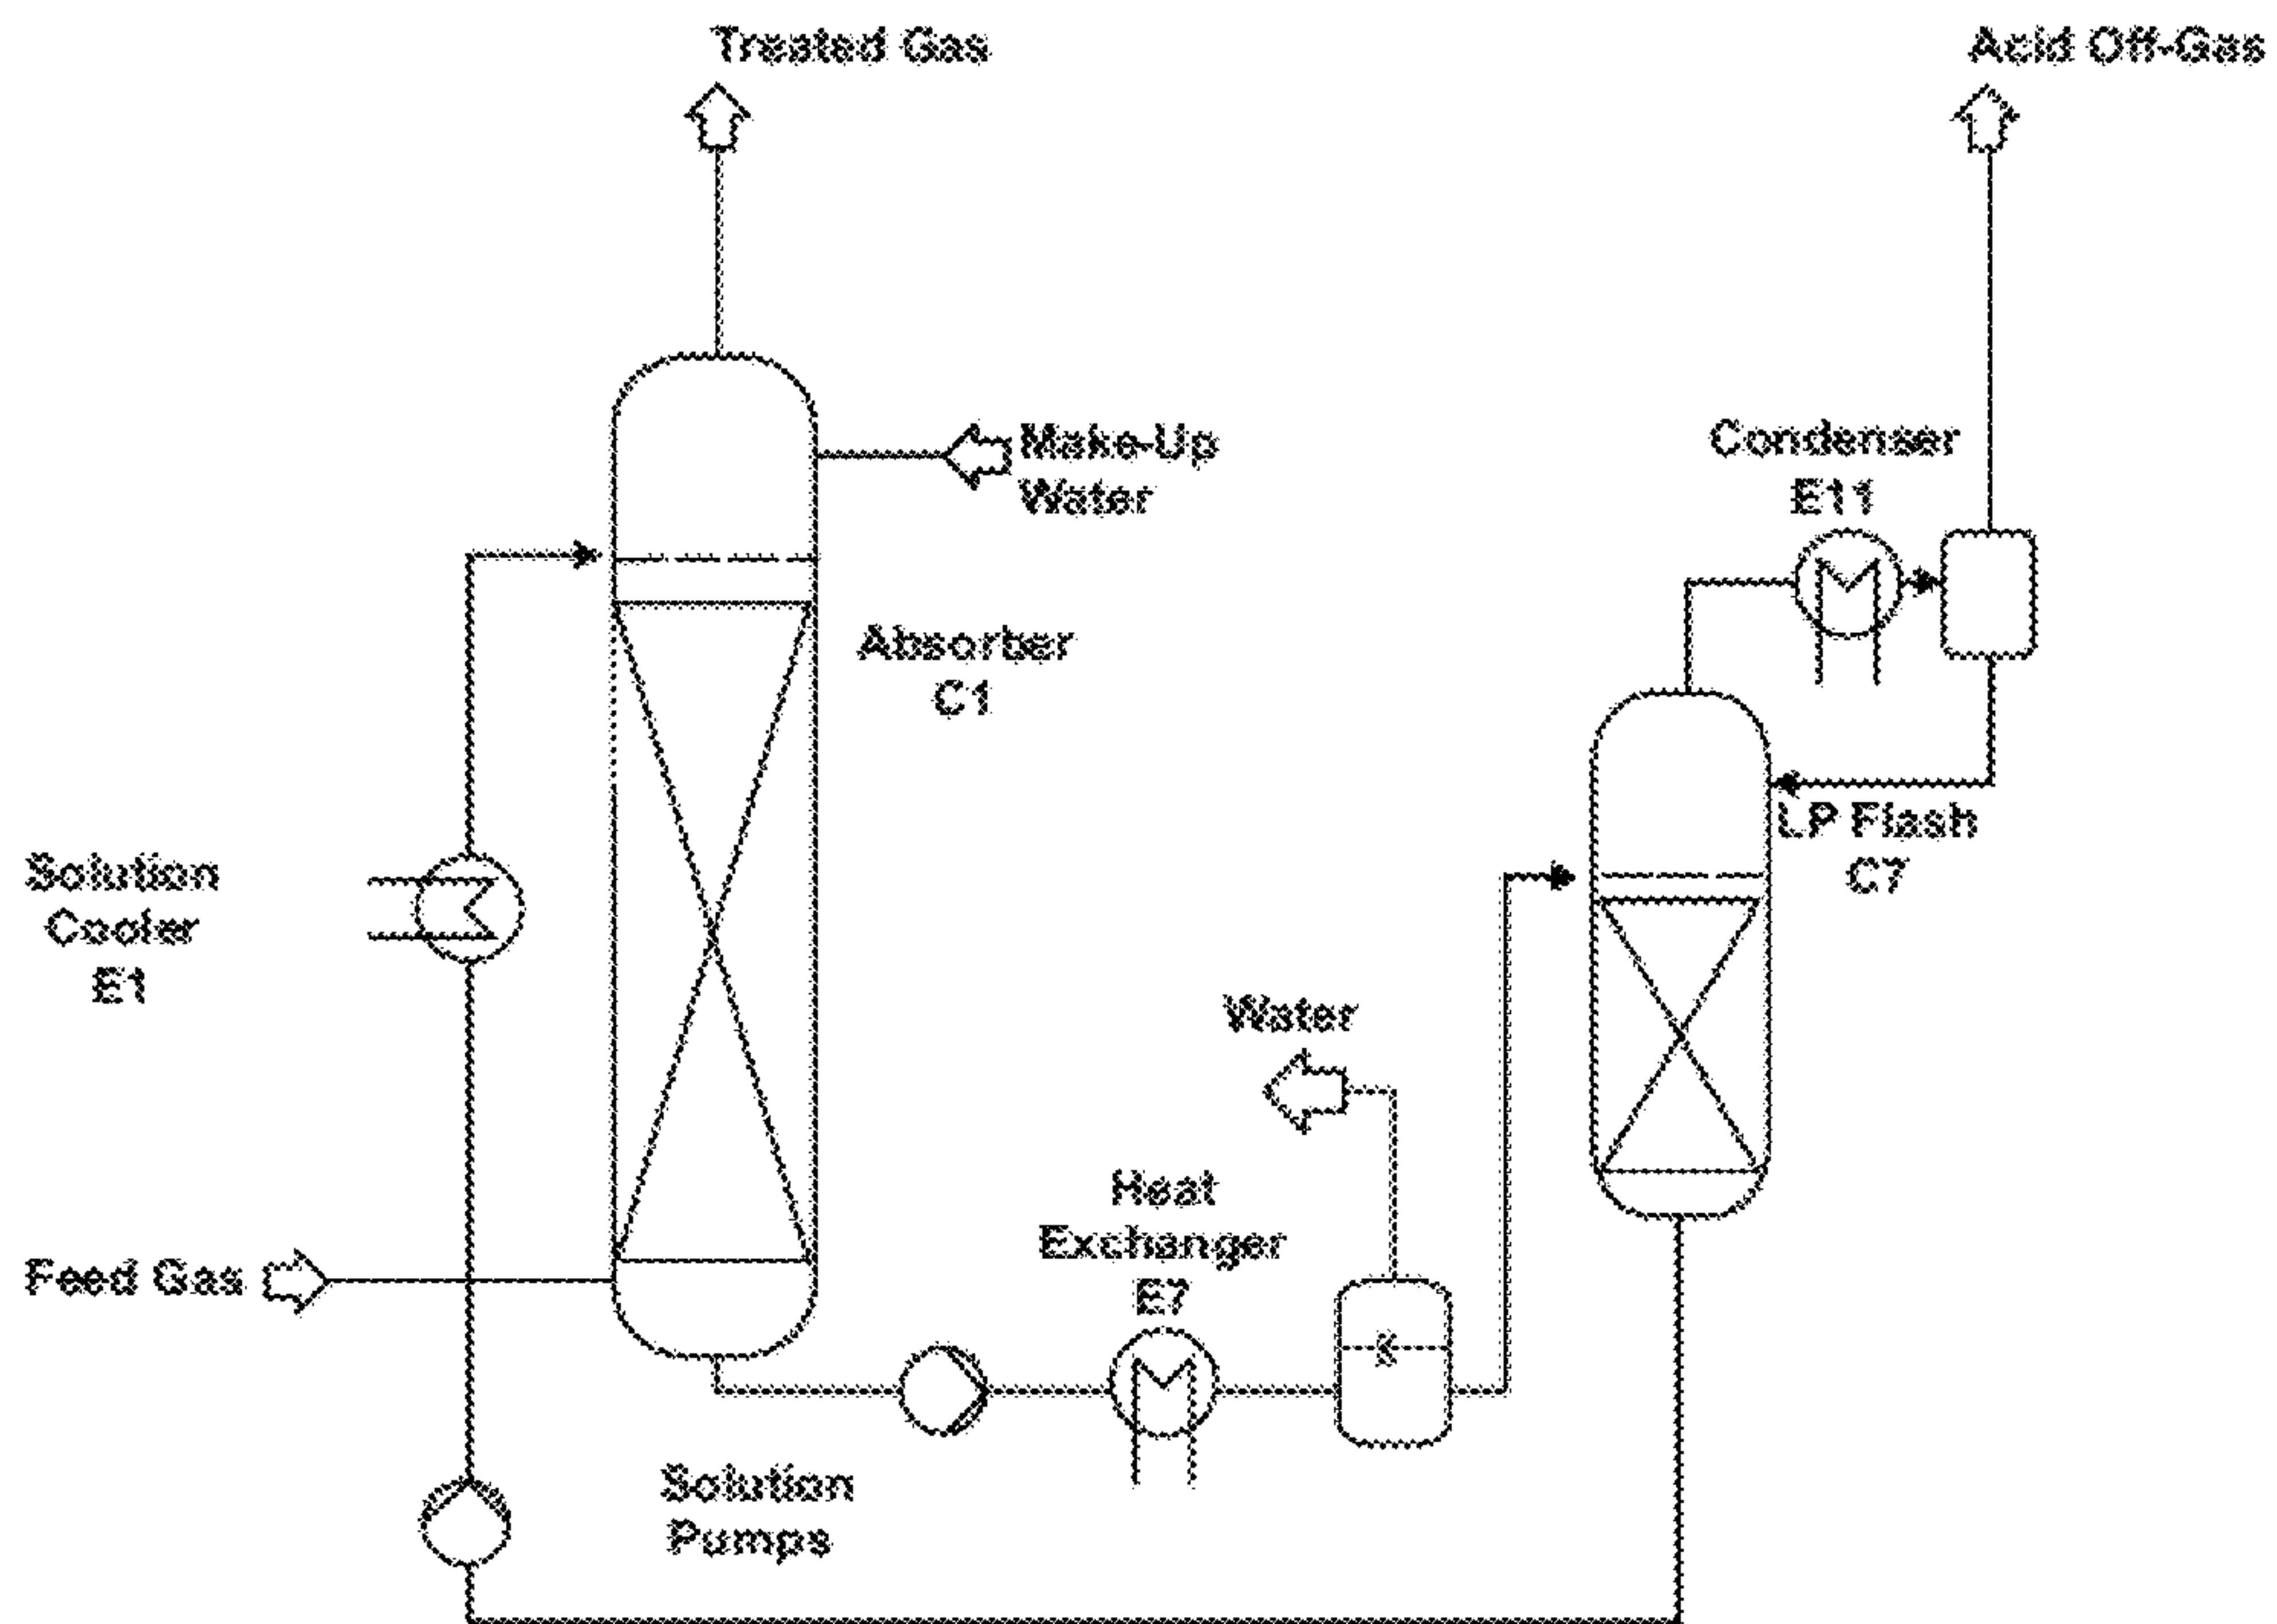 Treated Gas
Acid Off-Gas
Make-Up
Water
Condenser
E11
Absorber
C1
LP Flash
C7
Solution
Cooler
E1
Water
Heat
Exchanger
E7
Feed Gas
Solution
Pumps